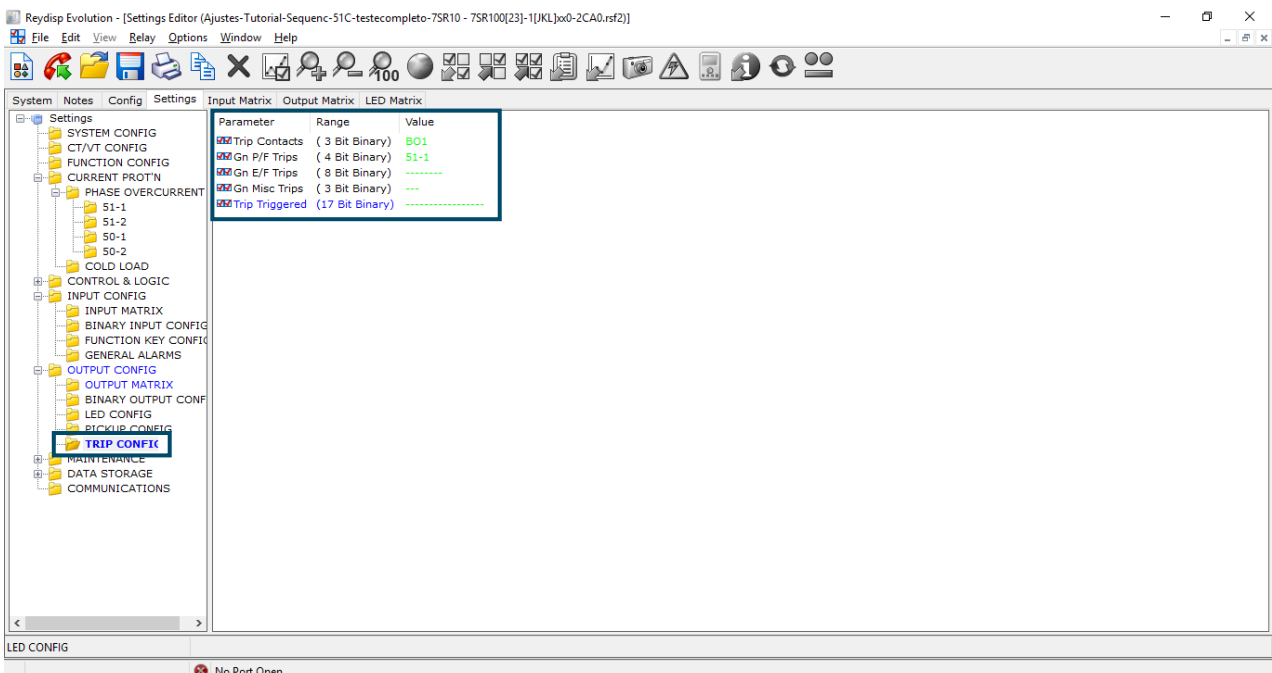 Reydisp Evolution - [Settings Editor (Ajustes-Tutorial-Sequenc-51C-testecompleto-7SR10 - 7SR100[23]-1[JKL]xx0-2CA0.rsf2)]
File Edit View Relay Options Window Help
100
System Notes Config Settings Input Matrix Output Matrix LED Matrix
Settings
SYSTEM CONFIG
CT/VT CONFIG
FUNCTION CONFIG
CURRENT PROT'N
PHASE OVERCURRENT
51-1
51-2
50-1
50-2
COLD LOAD
CONTROL & LOGIC
INPUT CONFIG
INPUT MATRIX
BINARY INPUT CONFIG
FUNCTION KEY CONFIG
GENERAL ALARMS
OUTPUT CONFIG
OUTPUT MATRIX
BINARY OUTPUT CONF
LED CONFIG
PICKUP CONFIG
TRIP CONFIG
MAINTENANCE
DATA STORAGE
COMMUNICATIONS
Parameter Range Value
Trip Contacts ( 3 Bit Binary) BO1
Gn P/F Trips ( 4 Bit Binary) 51-1
Gn E/F Trips ( 8 Bit Binary) --------
Gn Misc Trips ( 3 Bit Binary) ---
Trip Triggered (17 Bit Binary) -----------------
LED CONFIG
No Port Open